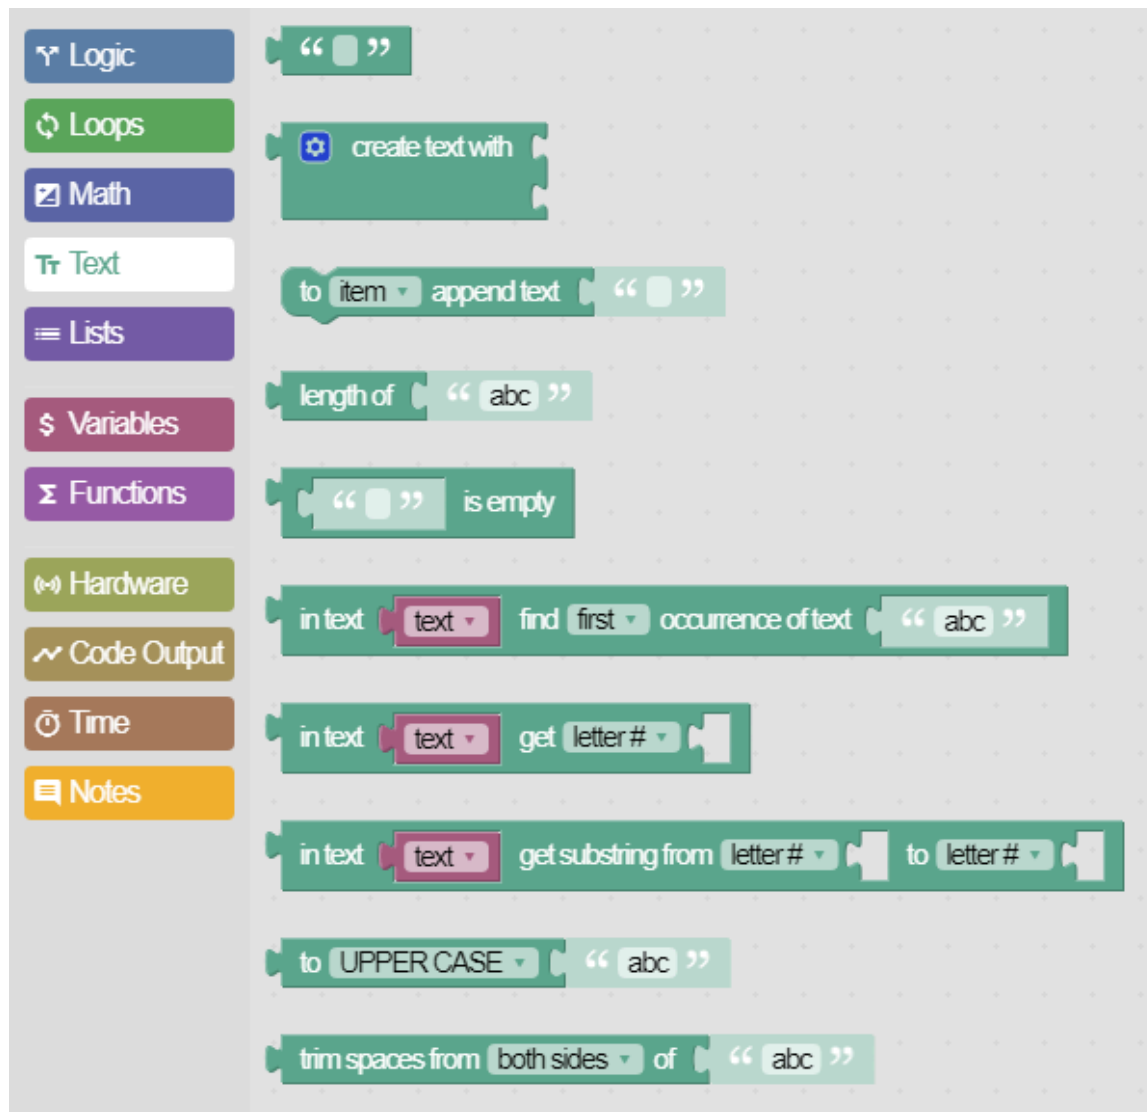 Logic
Loops
Math
Text
Lists
Variables
Functions
Hardware
Code Output
Time
Notes
“ ”
create text with
to item append text “ ”
length of “ abc ”
“ ” is empty
in text text find first occurrence of text “ abc ”
in text text get letter #
in text text get substring from letter # to letter #
to UPPER CASE “ abc ”
trim spaces from both sides of “ abc ”